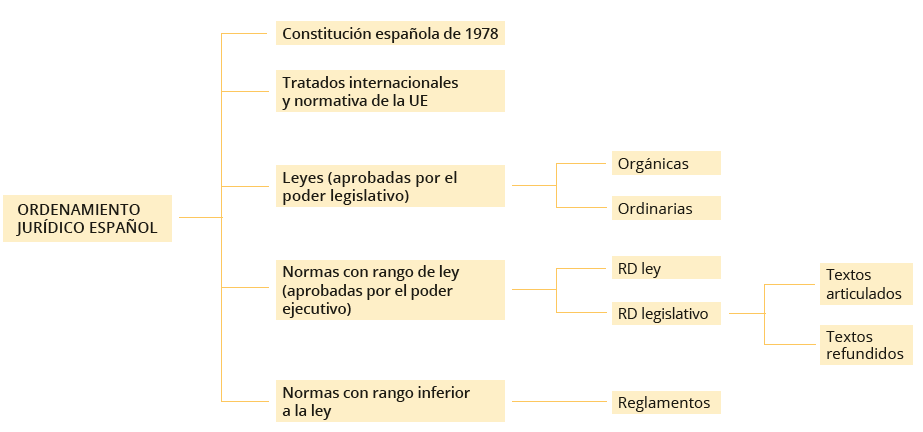 Constitución española de 1978
Tratados internacionales
y normativa de la UE
Leyes (aprobadas por el
poder legislativo)
Orgánicas
Ordinarias
ORDENAMIENTO
JURÍDICO ESPAÑOL
Normas con rango de ley
(aprobadas por el poder
ejecutivo)
RD ley
RD legislativo
Textos
articulados
Textos
refundidos
Normas con rango inferior
a la ley
Reglamentos